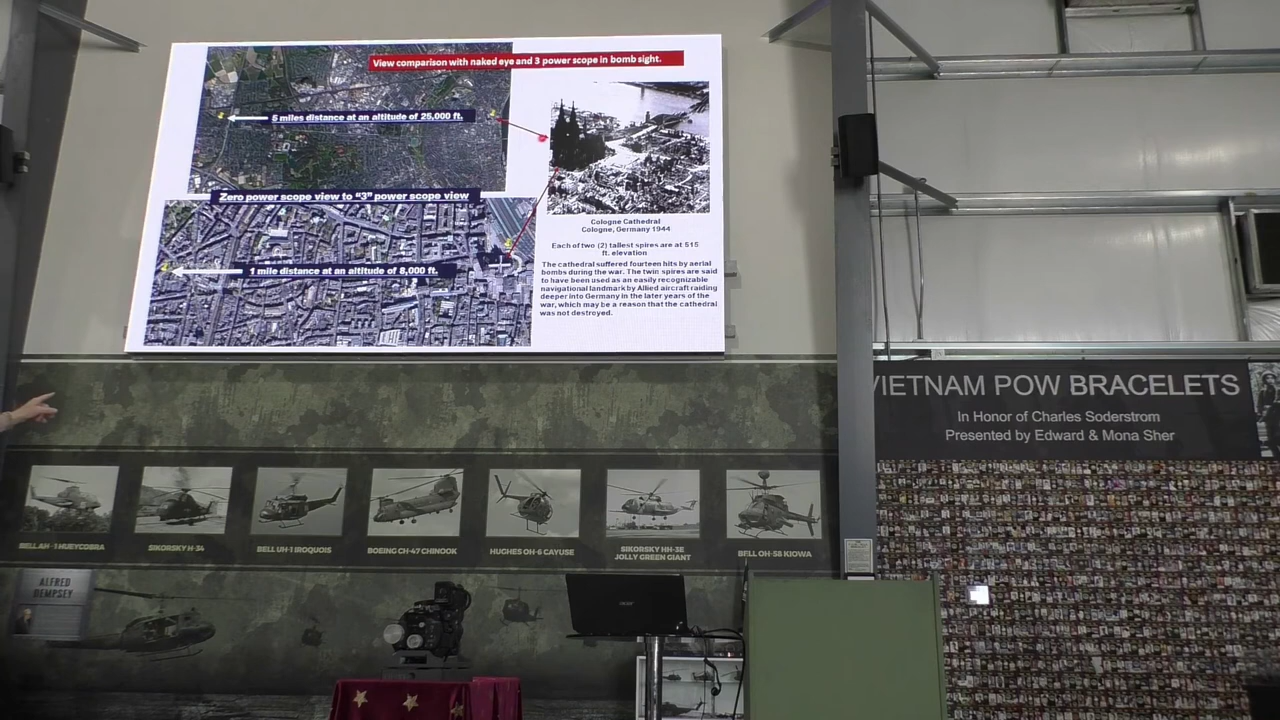 View comparison with naked eye and 3 power scope in bomb sight.
5 miles distance at an altitude of 25,000 ft.
Zero power scope view to “3” power scope view
1 mile distance at an altitude of 8,000 ft.
Cologne Cathedral
Cologne, Germany 1944
Each of two (2) tallest spires are at 515
ft. elevation
The cathedral suffered fourteen hits by aerial
bombs during the war. The twin spires are said
to have been used as an easily recognizable
navigational landmark by Allied aircraft raiding
deeper into Germany in the later years of the
war, which may be a reason that the cathedral
was not destroyed.
VIETNAM POW BRACELETS
In Honor of Charles Soderstrom
Presented by Edward & Mona Sher
BELL AH-1 HUEYCOBRA
SIKORSKY H-34
BELL UH-1 IROQUOIS
BOEING CH-47 CHINOOK
HUGHES OH-6 CAYUSE
SIKORSKY HH-3E
JOLLY GREEN GIANT
BELL OH-58 KIOWA
ALFRED
DEMPSEY
acer